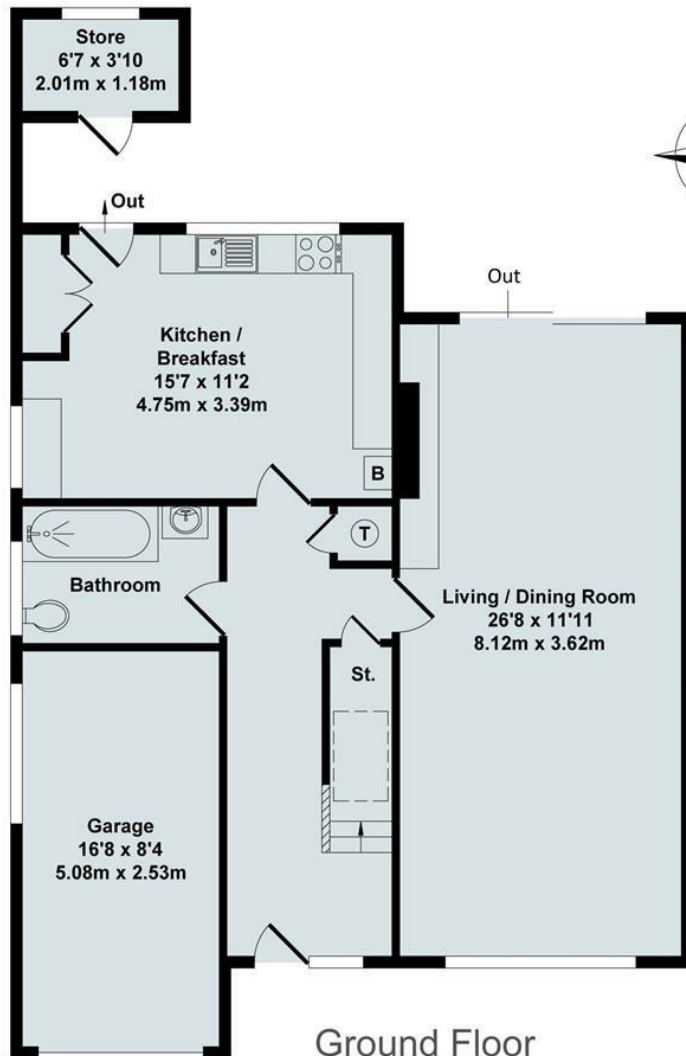 Store
6'7 x 3'10
2.01m x 1.18m
Out
Out
Kitchen /
Breakfast
15'7 x 11'2
4.75m x 3.39m
B
T
Bathroom
Living / Dining Room
26'8 x 11'11
8.12m x 3.62m
St.
Garage
16'8 x 8'4
5.08m x 2.53m
Ground Floor